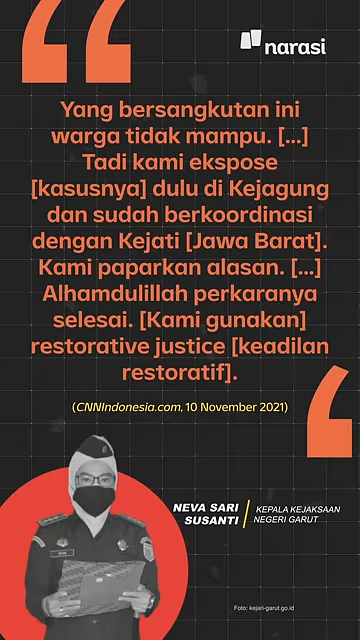 narasi
Yang bersangkutan ini
warga tidak mampu. [...]
Tadi kami ekspose
[kasusnya] dulu di Kejagung
dan sudah berkoordinasi
dengan Kejati [Jawa Barat].
Kami paparkan alasan. [...]
Alhamdulillah perkaranya
selesai. [Kami gunakan]
restorative justice [keadilan
restoratif].
(CNNIndonesia.com, 10 November 2021)
NEVA SARI
SUSANTI
KEPALA KEJAKSAAN
NEGERI GARUT
Foto: kejari-garut.go.id